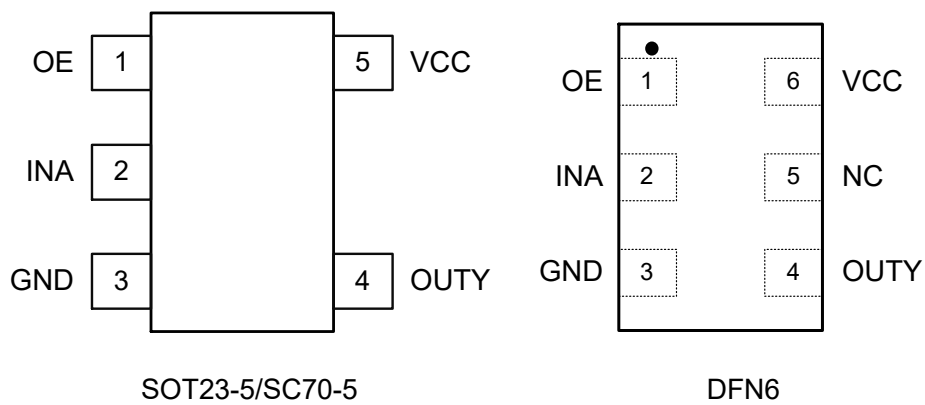 OE 1 5 VCC
INA 2
GND 3 4 OUTY
SOT23-5/SC70-5
OE 1 6 VCC
INA 2 5 NC
GND 3 4 OUTY
DFN6